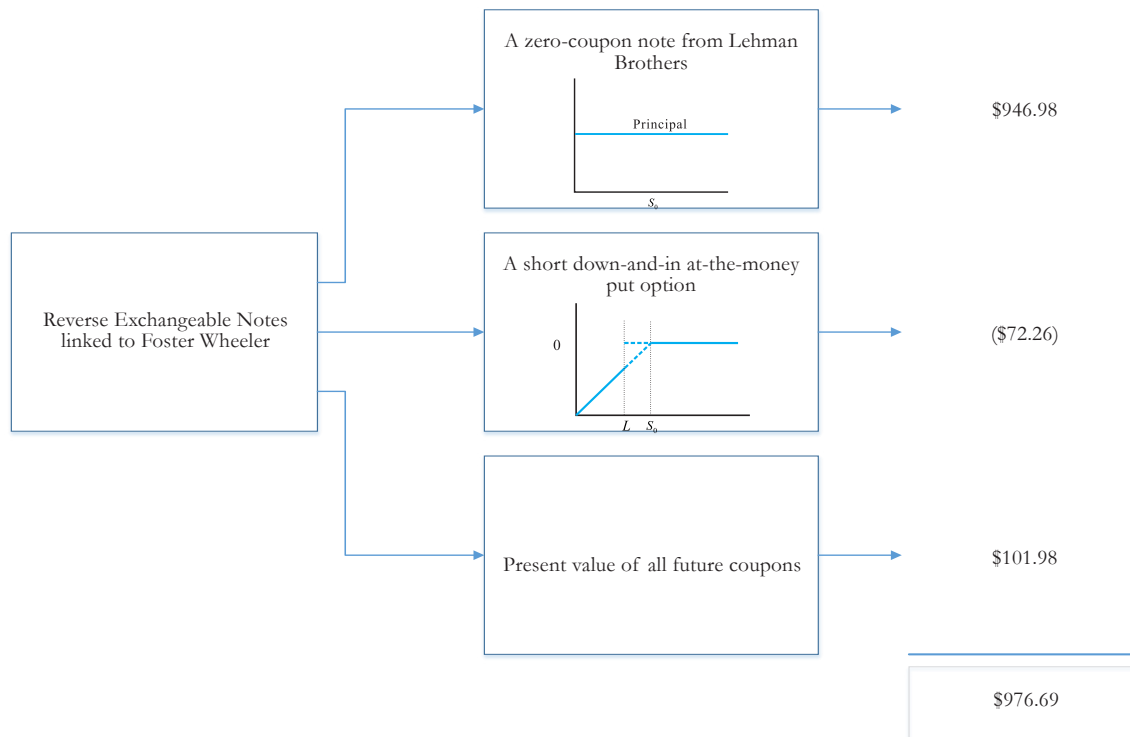 A zero-coupon note from Lehman
Brothers
Principal
S₀
$946.98
Reverse Exchangeable Notes
linked to Foster Wheeler
A short down-and-in at-the-money
put option
0
L S₀
($72.26)
Present value of all future coupons
$101.98
$976.69